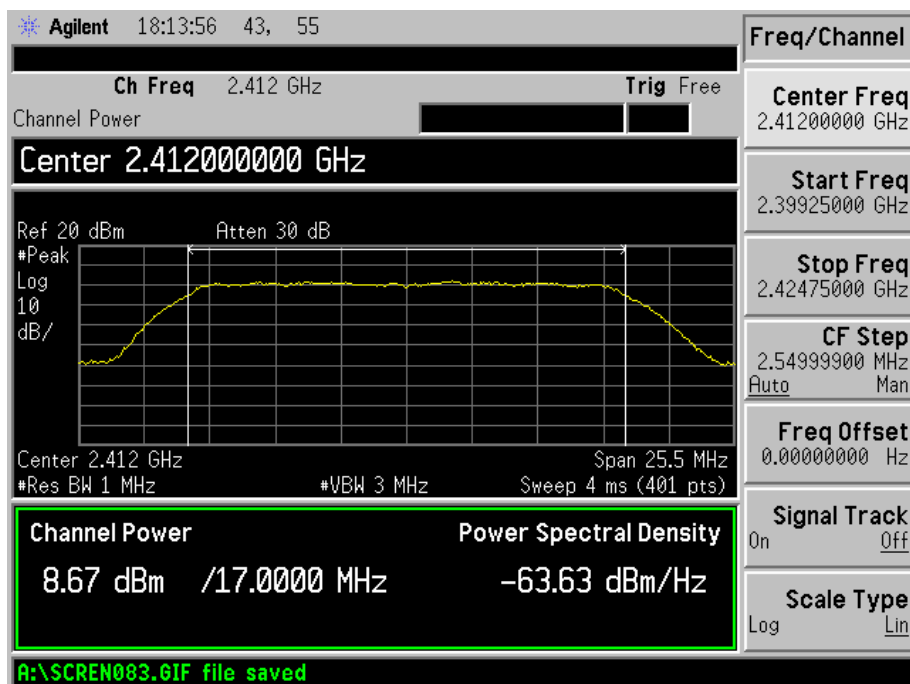 Agilent 18:13:56 43, 55
Freq/Channel
Ch Freq 2.412 GHz Trig Free
Channel Power
Center 2.412000000 GHz
Ref 20 dBm Atten 30 dB
#Peak
Log
10
dB/
Center 2.412 GHz Span 25.5 MHz
#Res BW 1 MHz #VBW 3 MHz Sweep 4 ms (401 pts)
Channel Power Power Spectral Density
8.67 dBm /17.0000 MHz -63.63 dBm/Hz
A:\SCREN083.GIF file saved
Center Freq
2.41200000 GHz
Start Freq
2.39925000 GHz
Stop Freq
2.42475000 GHz
CF Step
2.54999900 MHz
Auto Man
Freq Offset
0.00000000 Hz
Signal Track
On Off
Scale Type
Log Lin